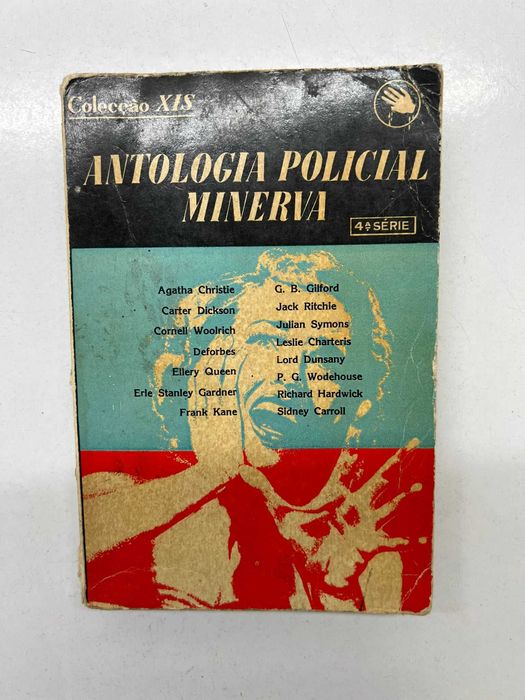 Colecção XIS
ANTOLOGIA POLICIAL
MINERVA
4ª SÉRIE
Agatha Christie
Carter Dickson
Cornell Woolrich
Deforbes
Ellery Queen
Erle Stanley Gardner
Frank Kane
G. B. Gilford
Jack Ritchie
Julian Symons
Leslie Charteris
Lord Dunsany
P. G. Wodehouse
Richard Hardwick
Sidney Carroll